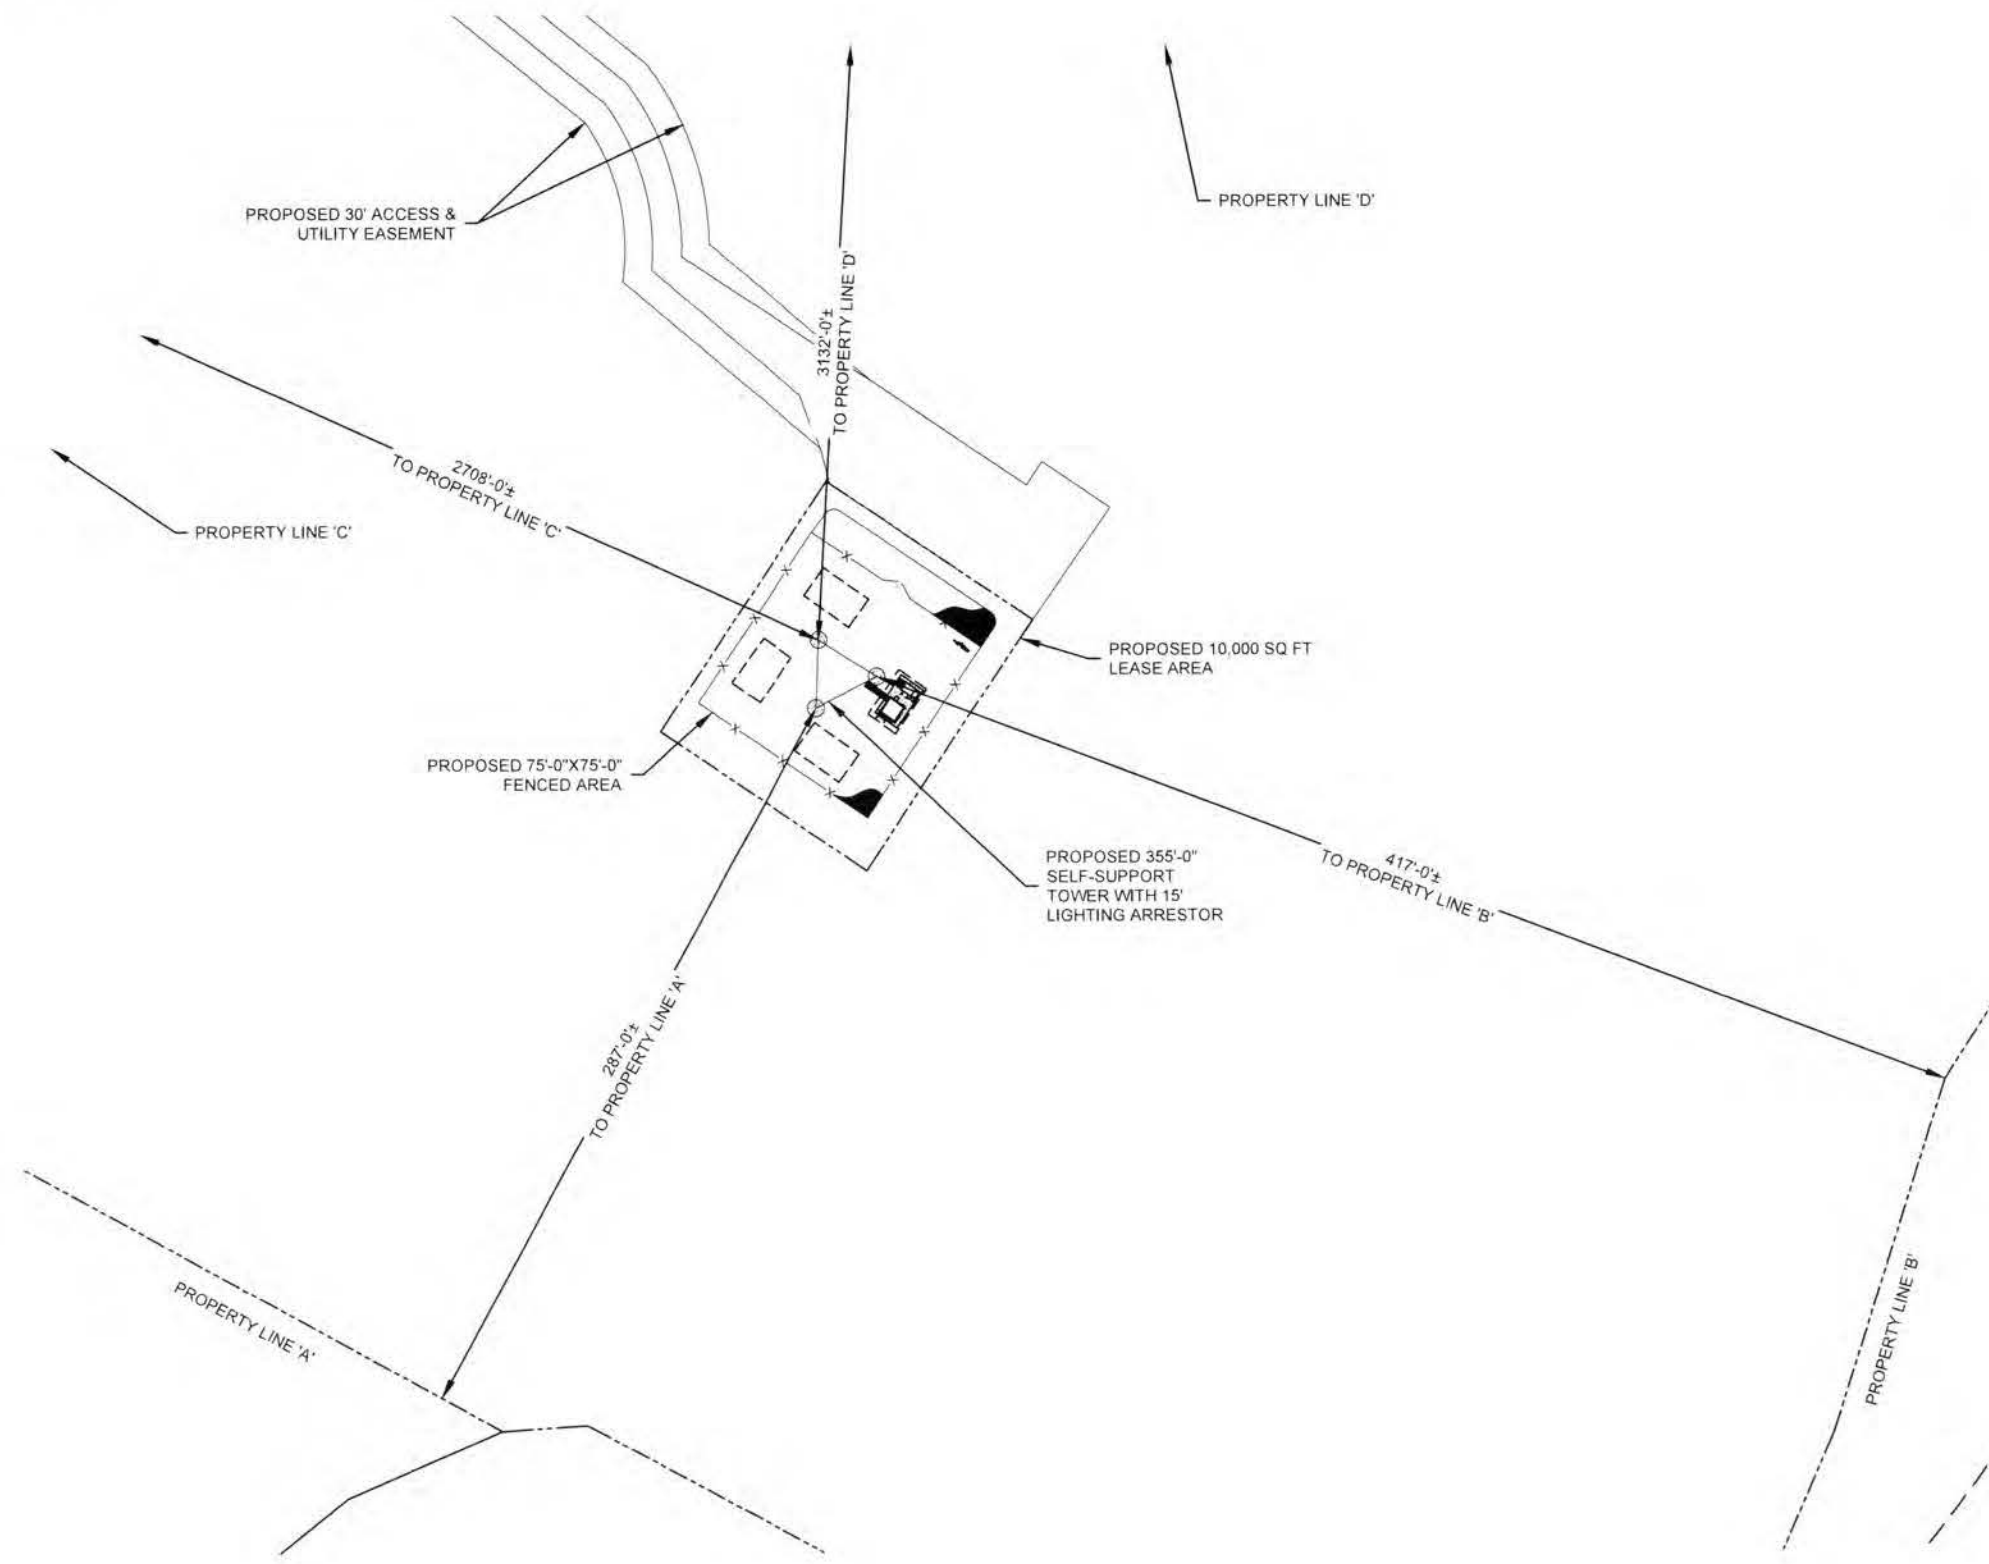 PROPOSED 30' ACCESS &
UTILITY EASEMENT
PROPERTY LINE 'D'
3132'-0'±
TO PROPERTY LINE 'D'
2708'-0'±
TO PROPERTY LINE 'C'
PROPERTY LINE 'C'
PROPOSED 10,000 SQ FT
LEASE AREA
PROPOSED 75'-0"X75'-0"
FENCED AREA
PROPOSED 355'-0"
SELF-SUPPORT
TOWER WITH 15'
LIGHTING ARRESTOR
417'-0'±
TO PROPERTY LINE 'B'
287'-0'±
TO PROPERTY LINE 'A'
PROPERTY LINE 'A'
PROPERTY LINE 'B'